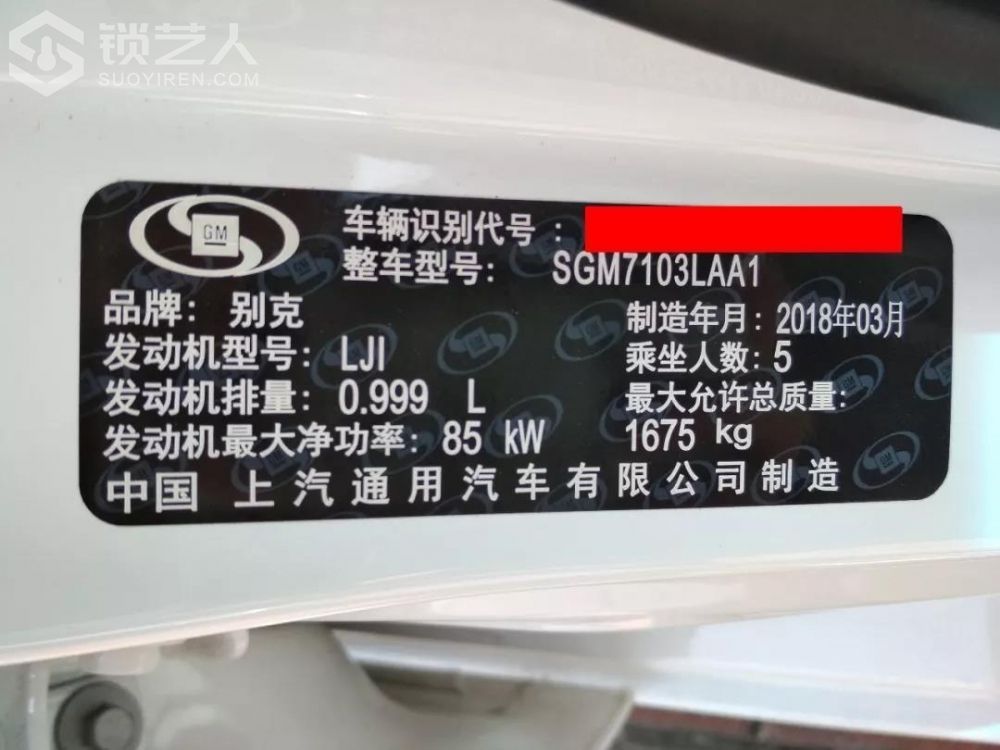 锁艺人
SUOYIREN.COM
GM
车辆识别代号：
整车型号： SGM7103LAA1
品牌：别克
制造年月：2018年03月
发动机型号：LJI
乘坐人数：5
发动机排量：0.999 L
最大允许总质量：
发动机最大净功率：85 kW
1675 kg
中国 上汽通用汽车有限公司制造